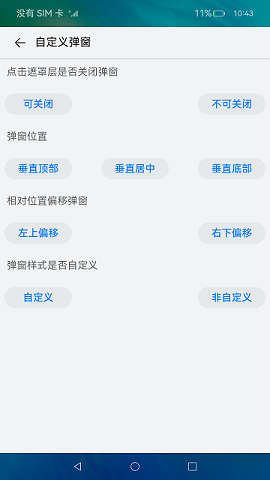 没有 SIM 卡 11% 10:43
自定义弹窗
点击遮罩层是否关闭弹窗
可关闭 不可关闭
弹窗位置
垂直顶部 垂直居中 垂直底部
相对位置偏移弹窗
左上偏移 右下偏移
弹窗样式是否自定义
自定义 非自定义